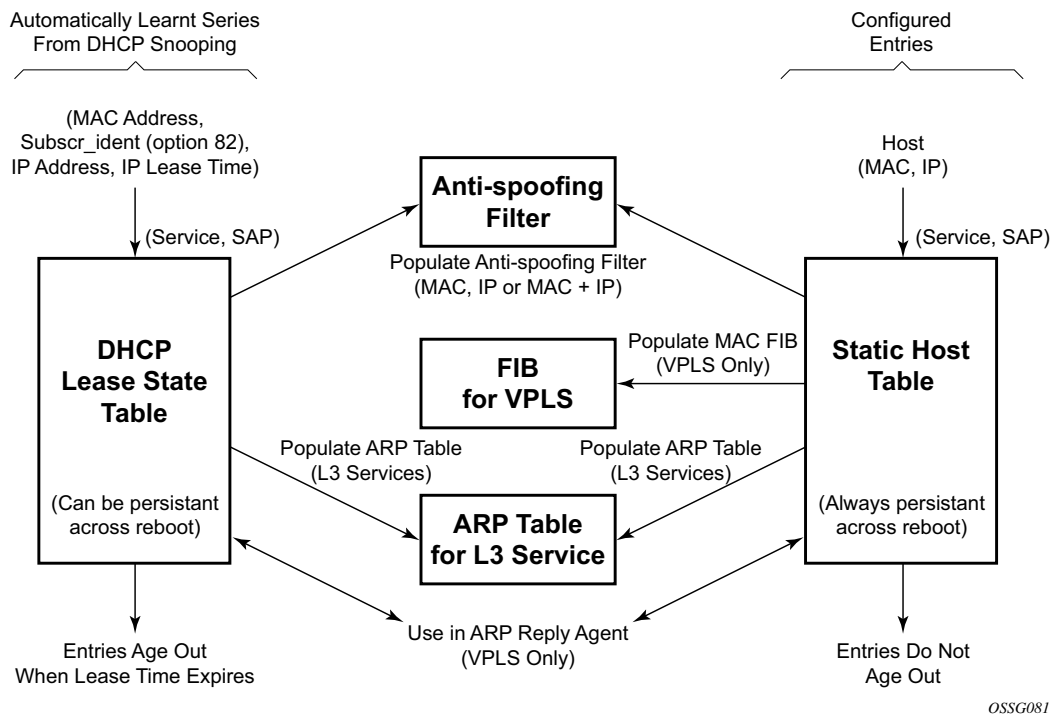 Automatically Learnt Series
From DHCP Snooping
Configured
Entries
(MAC Address,
Subscr_ident (option 82),
IP Address, IP Lease Time)
Host
(MAC, IP)
Anti-spoofing
Filter
(Service, SAP)
(Service, SAP)
Populate Anti-spoofing Filter
(MAC, IP or MAC + IP)
DHCP
Lease State
Table
FIB
for VPLS
Populate MAC FIB
(VPLS Only)
Static Host
Table
Populate ARP Table
(L3 Services)
Populate ARP Table
(L3 Services)
(Can be persistant
across reboot)
ARP Table
for L3 Service
(Always persistant
across reboot)
Use in ARP Reply Agent
(VPLS Only)
Entries Age Out
When Lease Time Expires
Entries Do Not
Age Out
OSSG081